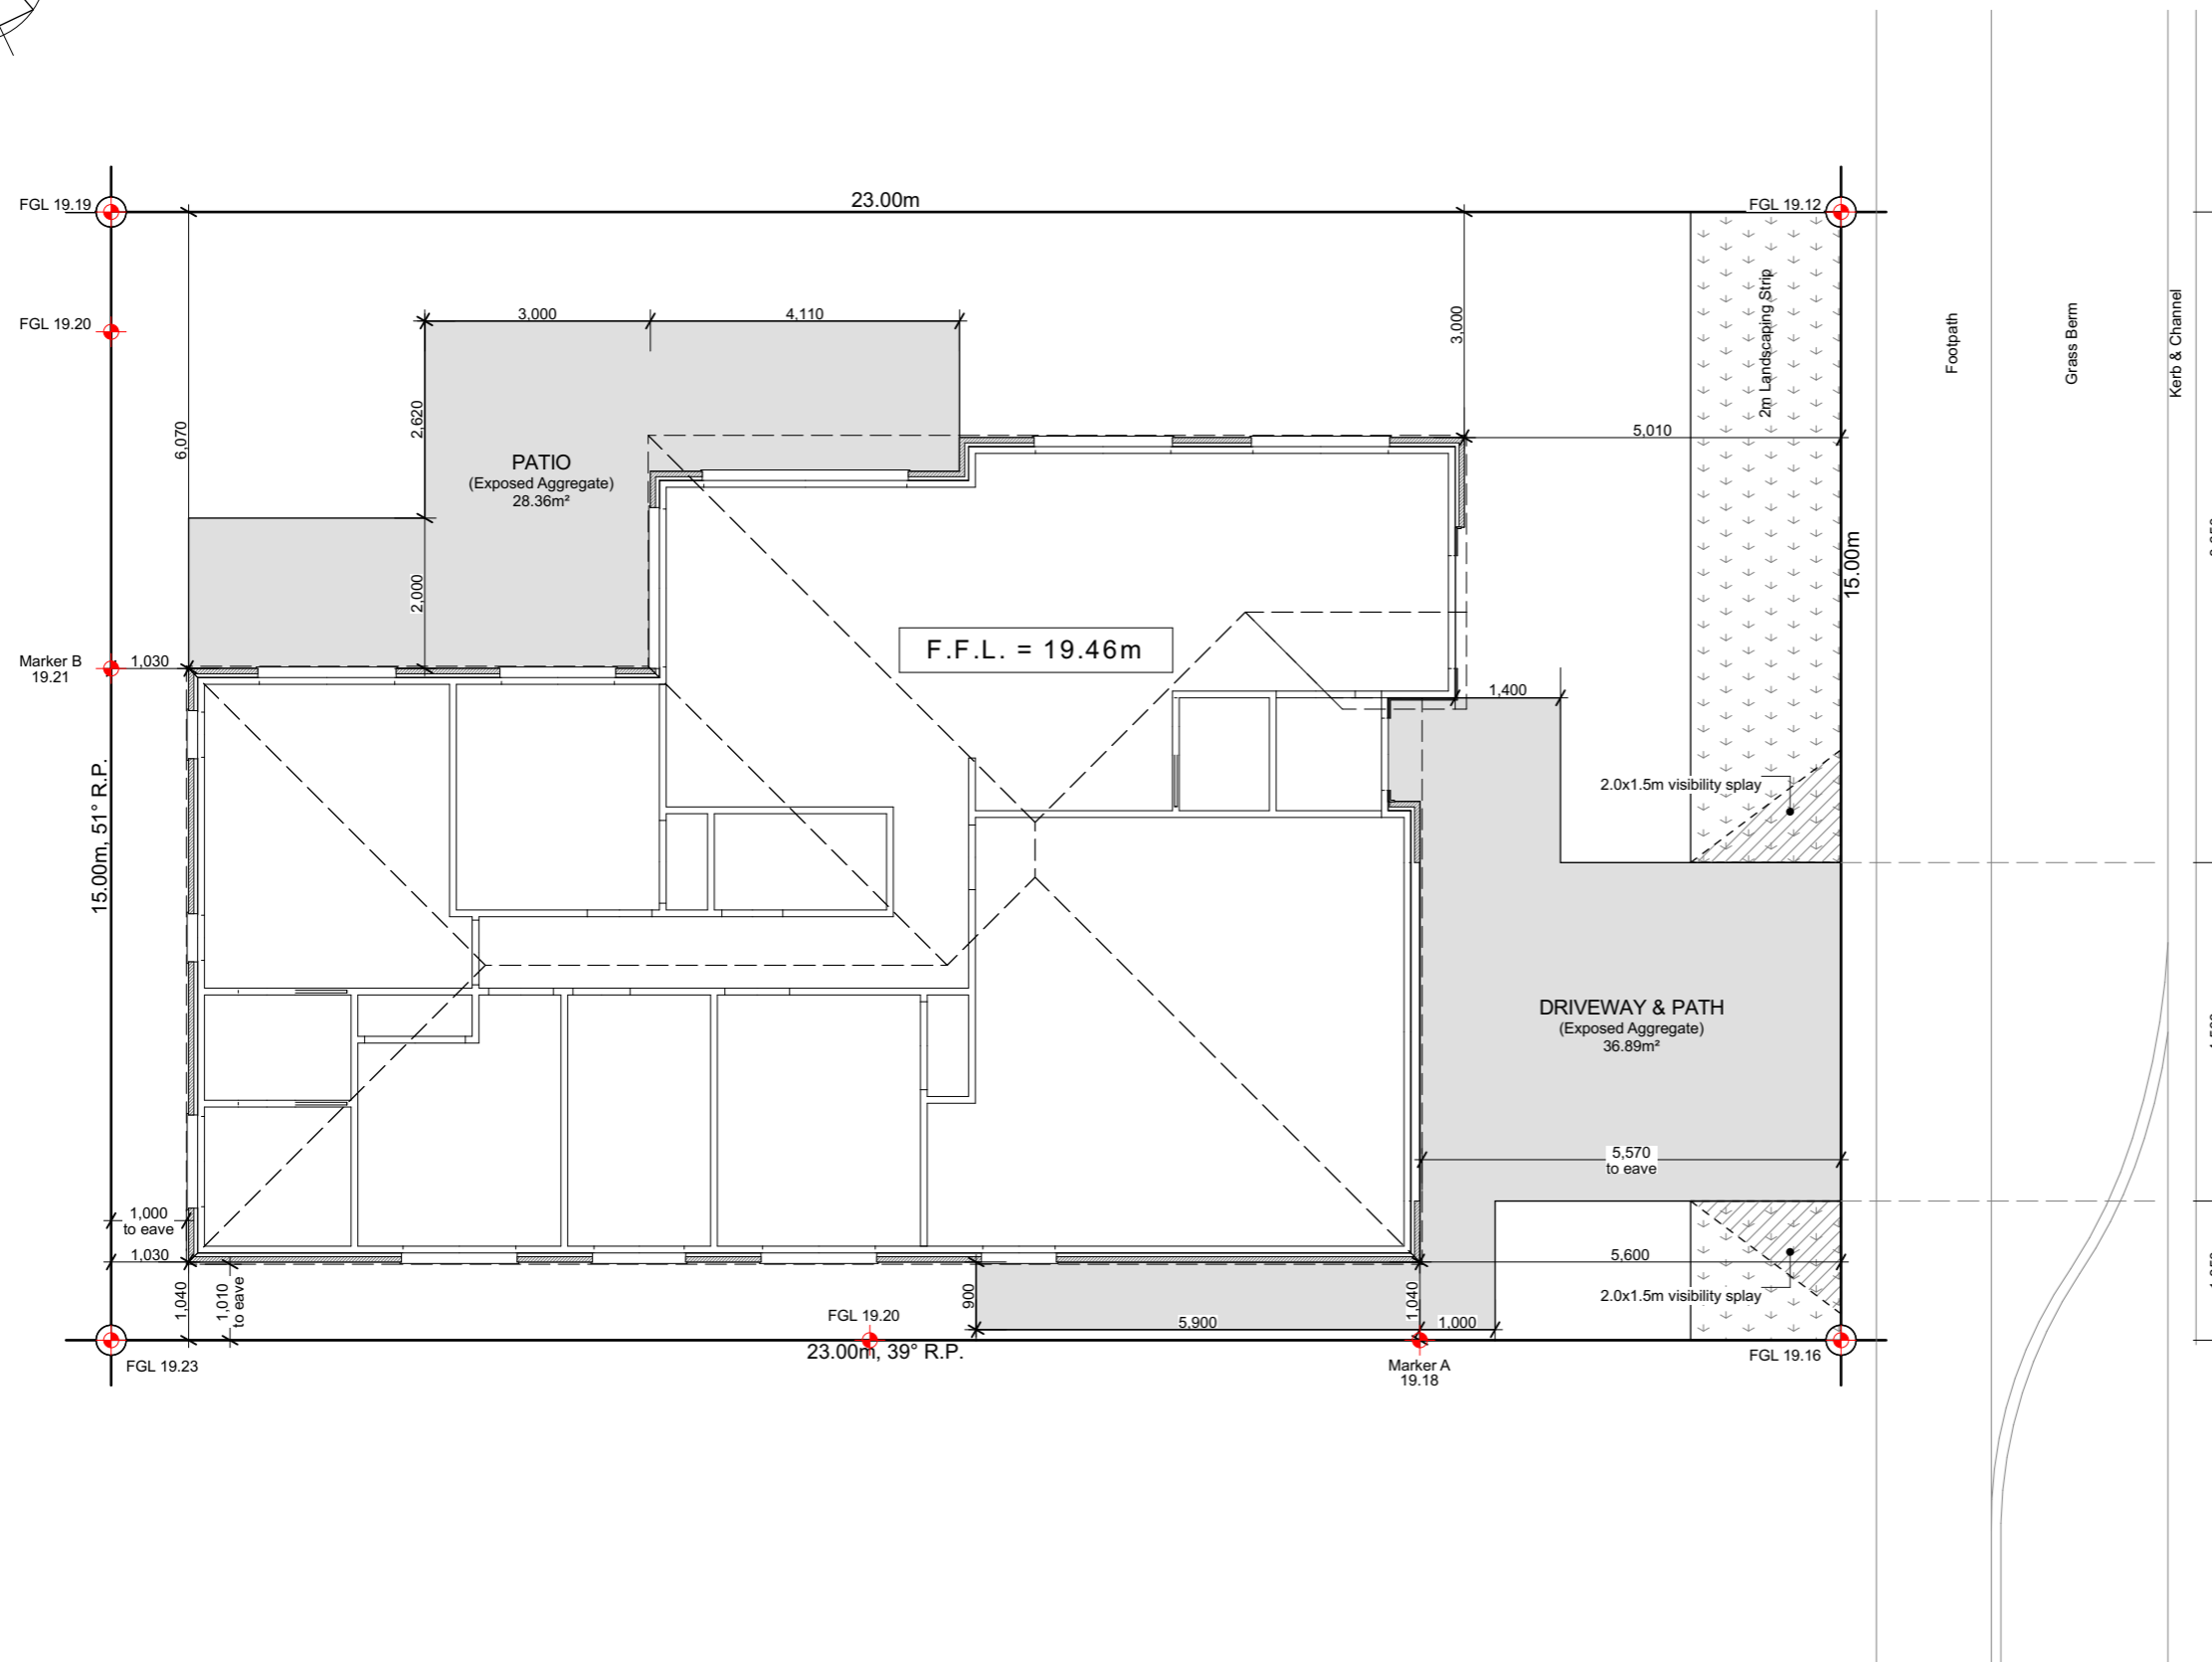 23.00m
FGL 19.19
FGL 19.12
FGL 19.20
3,000
4,110
3,000
2m Landscaping Strip
Footpath
Grass Berm
Kerb & Channel
6,070
2,620
5,010
PATIO
(Exposed Aggregate)
28.36m²
15.00m
2,000
F.F.L. = 19.46m
Marker B
19.21
1,030
1,400
2.0x1.5m visibility splay
15.00m, 51° R.P.
DRIVEWAY & PATH
(Exposed Aggregate)
36.89m²
5,570
to eave
1,000
to eave
1,030
5,600
1,040
1,010
to eave
900
1,040
2.0x1.5m visibility splay
FGL 19.20
5,900
1,000
23.00m, 39° R.P.
FGL 19.23
Marker A
19.18
FGL 19.16